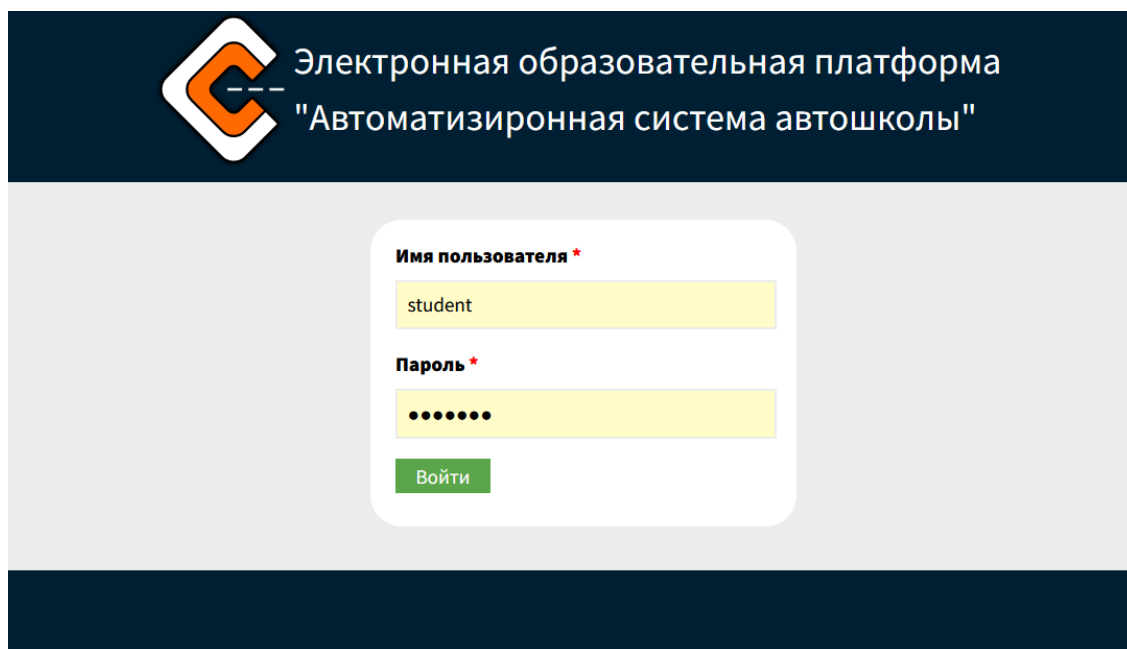 Электронная образовательная платформа
"Автоматизиронная система автошколы"
Имя пользователя *
student
Пароль *
•••••••
Войти